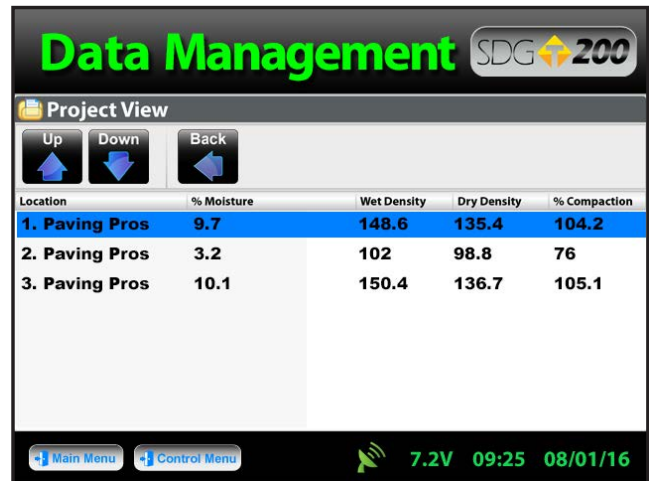 Data Management SDG 200
Project View
Up Down Back
Location % Moisture Wet Density Dry Density % Compaction
1. Paving Pros 9.7 148.6 135.4 104.2
2. Paving Pros 3.2 102 98.8 76
3. Paving Pros 10.1 150.4 136.7 105.1
Main Menu Control Menu 7.2V 09:25 08/01/16